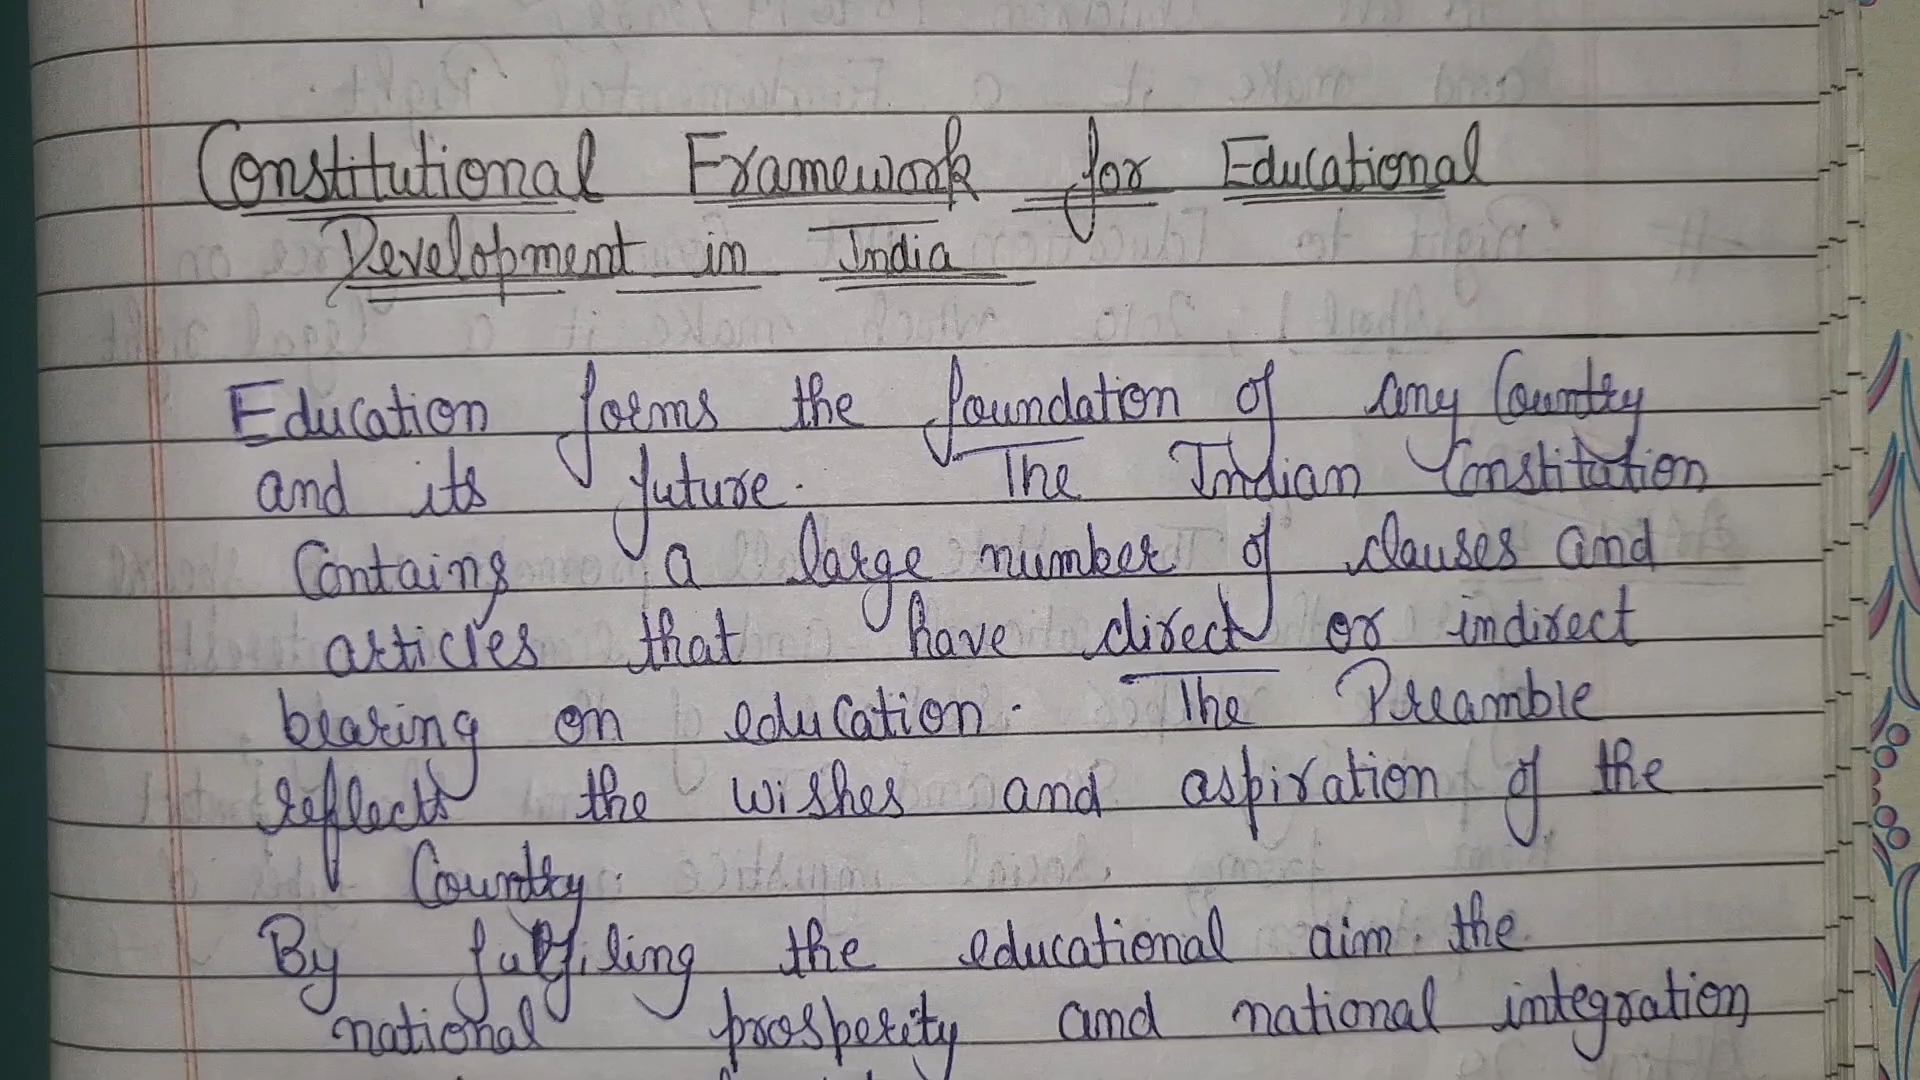 Constitutional Framework for Educational
Development in India
Education forms the foundation of any Country
and its future. The Indian Constitution
Contains a large number of clauses and
articles that have direct or indirect
bearing on education. The Preamble
reflects the wishes and aspiration of the
Country.
By fulfiling the educational aim. the
national prosperity and national integration